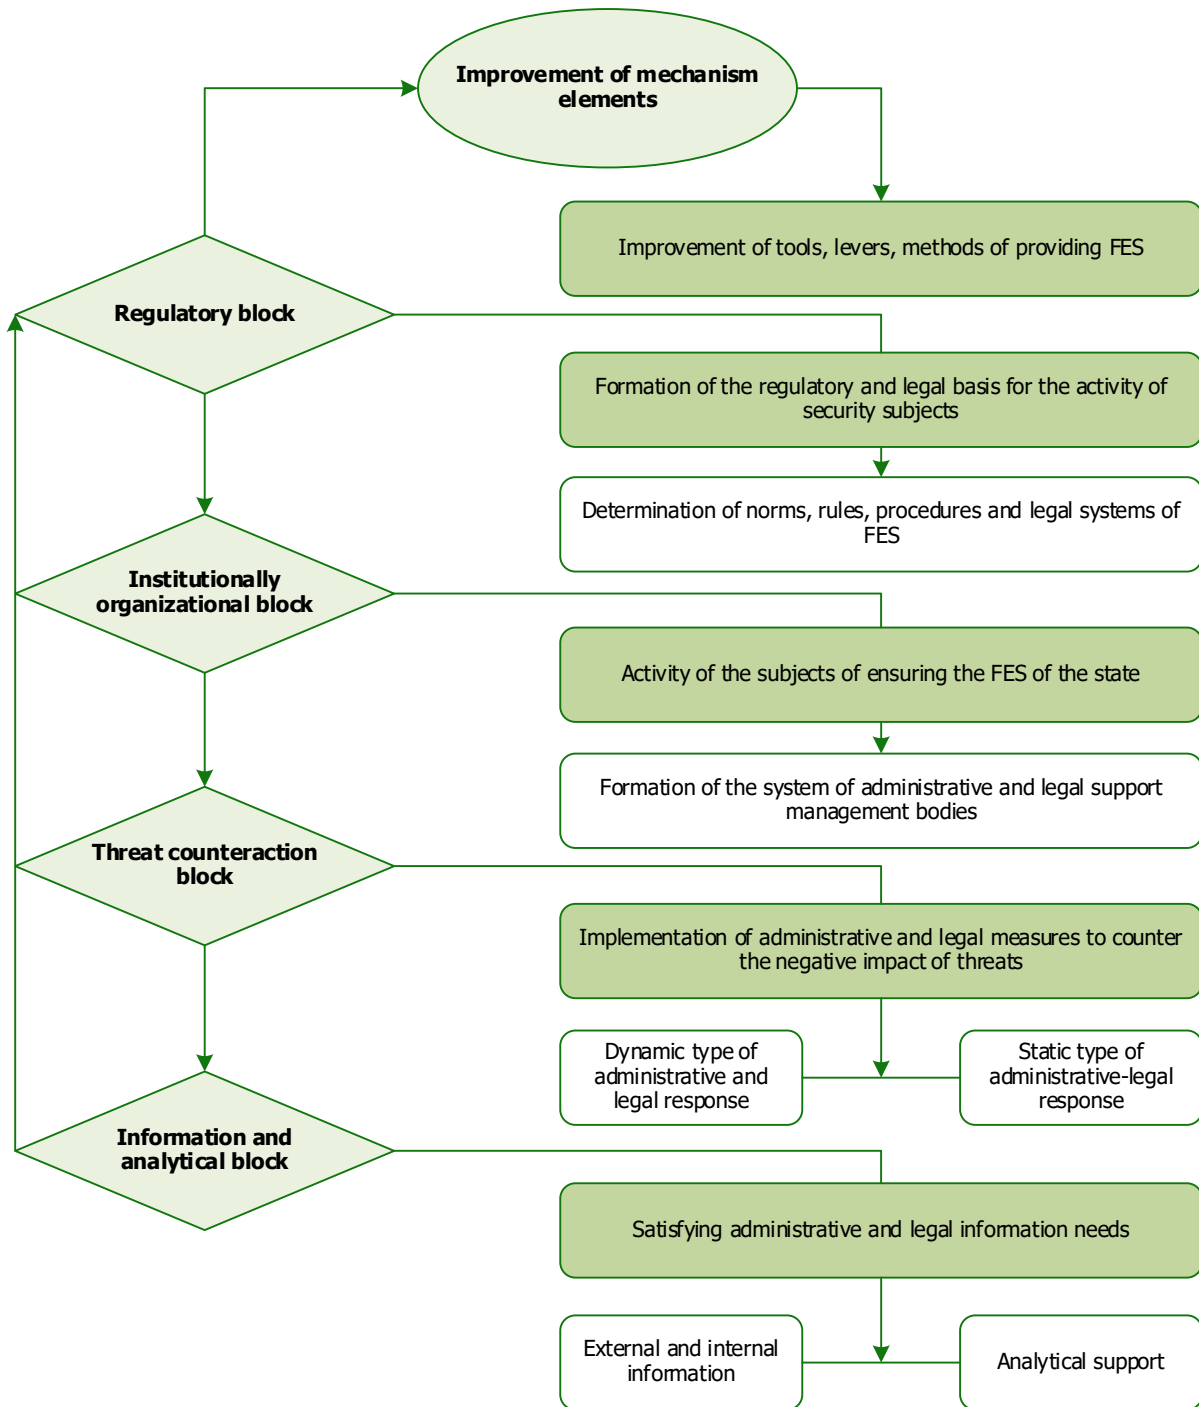 Improvement of mechanism
elements
Improvement of tools, levers, methods of providing FES
Regulatory block
Formation of the regulatory and legal basis for the activity of
security subjects
Determination of norms, rules, procedures and legal systems of
FES
Institutionally
organizational block
Activity of the subjects of ensuring the FES of the state
Formation of the system of administrative and legal support
management bodies
Threat counteraction
block
Implementation of administrative and legal measures to counter
the negative impact of threats
Dynamic type of
administrative and
legal response
Static type of
administrative-legal
response
Information and
analytical block
Satisfying administrative and legal information needs
External and internal
information
Analytical support